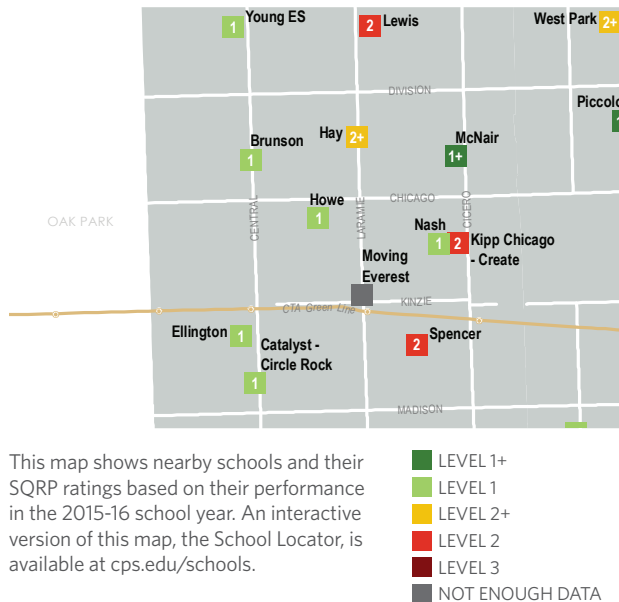 Young ES
1
2
Lewis
West Park
2+
DIVISION
Piccolo
Hay
2+
McNair
1+
Brunson
1
Howe
1
CHICAGO
OAK PARK
CENTRAL
LARAMIE
CICERO
Nash
1
2
Kipp Chicago
- Create
Moving
Everest
KINZIE
CTA Green Line
Ellington
1
Catalyst -
Circle Rock
1
Spencer
2
MADISON
This map shows nearby schools and their
SQRP ratings based on their performance
in the 2015-16 school year. An interactive
version of this map, the School Locator, is
available at cps.edu/schools.
LEVEL 1+
LEVEL 1
LEVEL 2+
LEVEL 2
LEVEL 3
NOT ENOUGH DATA